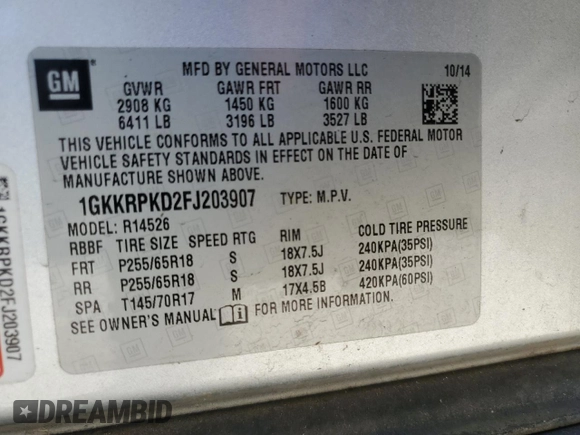 GM
MFD BY GENERAL MOTORS LLC 10/14
GVWR GAWR FRT GAWR RR
2908 KG 1450 KG 1600 KG
6411 LB 3196 LB 3527 LB
THIS VEHICLE CONFORMS TO ALL APPLICABLE U.S. FEDERAL MOTOR
VEHICLE SAFETY STANDARDS IN EFFECT ON THE DATE OF
MANUFACTURE SHOWN ABOVE.
1GKKRPKD2FJ203907 TYPE: M.P.V.
MODEL: R14526
RBBF TIRE SIZE SPEED RTG RIM COLD TIRE PRESSURE
FRT P255/65R18 S 18X7.5J 240KPA(35PSI)
RR P255/65R18 S 18X7.5J 240KPA(35PSI)
SPA T145/70R17 M 17X4.5B 420KPA(60PSI)
SEE OWNER'S MANUAL FOR MORE INFORMATION.
1GKKRPKD2FJ203907
DREAMBID